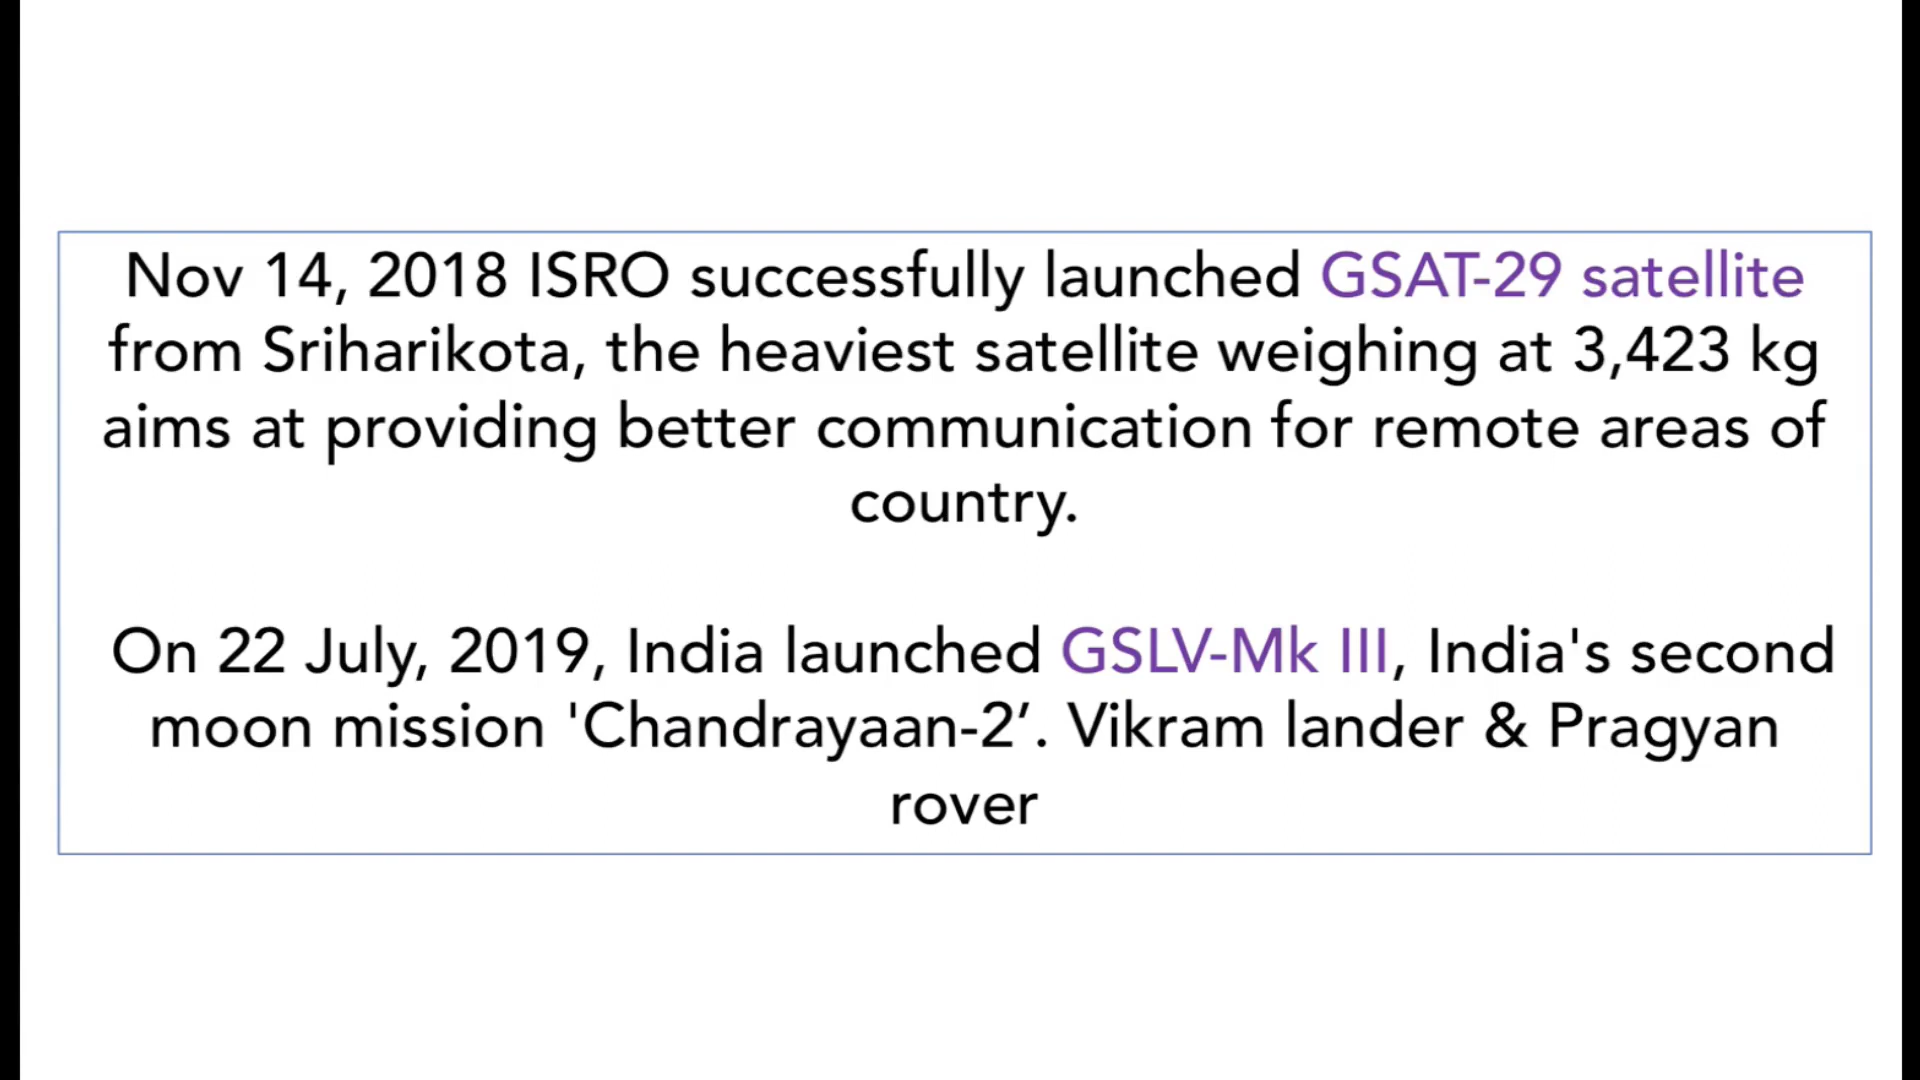 Nov 14, 2018 ISRO successfully launched GSAT-29 satellite
from Sriharikota, the heaviest satellite weighing at 3,423 kg
aims at providing better communication for remote areas of
country.
On 22 July, 2019, India launched GSLV-Mk III, India's second
moon mission 'Chandrayaan-2’. Vikram lander & Pragyan
rover